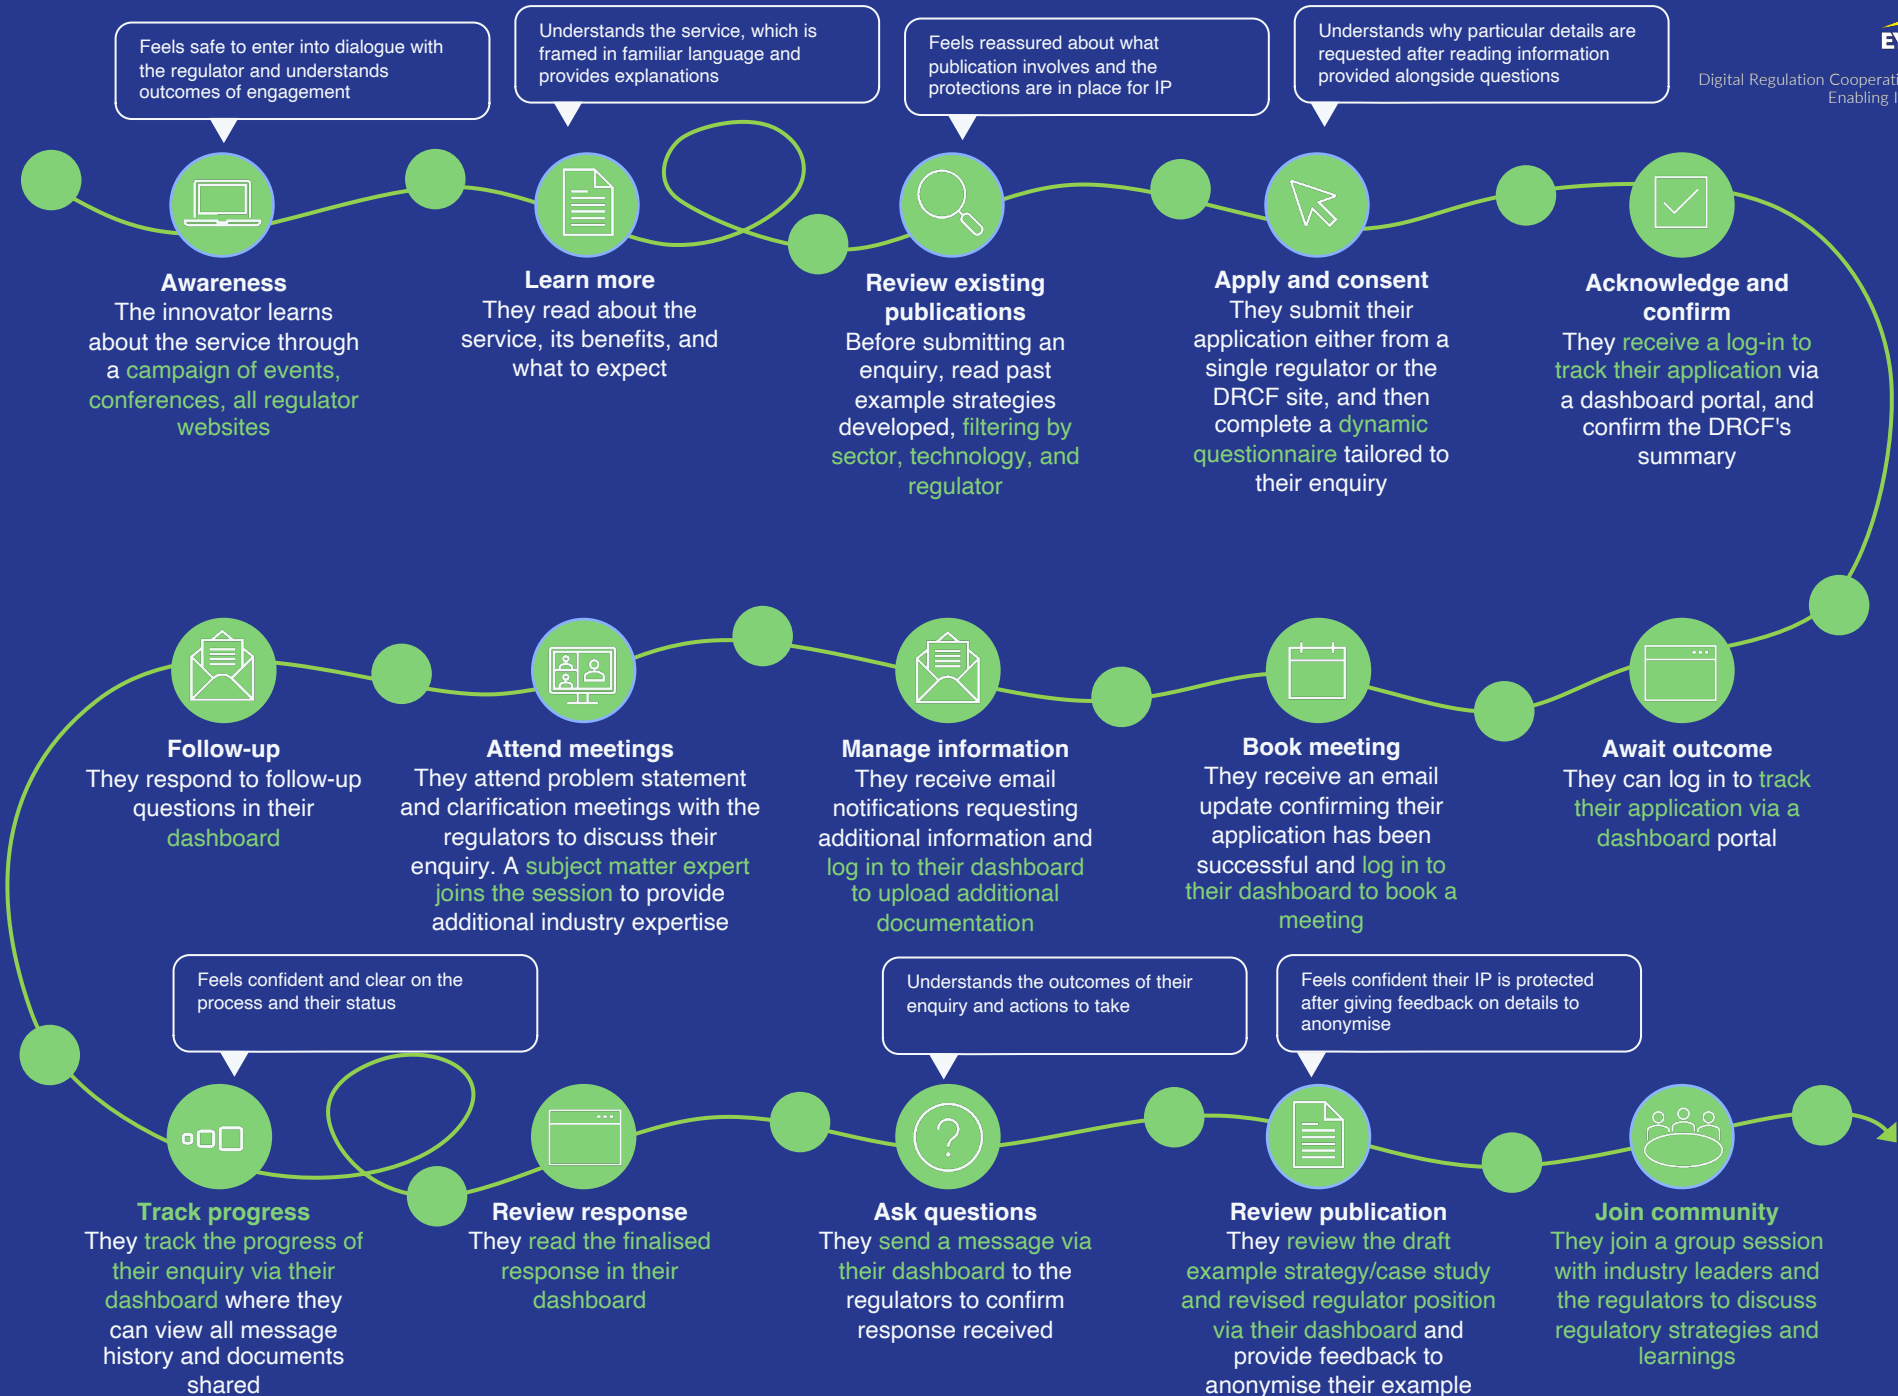 Feels safe to enter into dialogue with
the regulator and understands
outcomes of engagement
Understands the service, which is
framed in familiar language and
provides explanations
Feels reassured about what
publication involves and the
protections are in place for IP
Understands why particular details are
requested after reading information
provided alongside questions
EY
Digital Regulation Cooperati
Enabling I
Awareness
The innovator learns
about the service through
a campaign of events,
conferences, all regulator
websites
Learn more
They read about the
service, its benefits, and
what to expect
Review existing
publications
Before submitting an
enquiry, read past
example strategies
developed, filtering by
sector, technology, and
regulator
Apply and consent
They submit their
application either from a
single regulator or the
DRCF site, and then
complete a dynamic
questionnaire tailored to
their enquiry
Acknowledge and
confirm
They receive a log-in to
track their application via
a dashboard portal, and
confirm the DRCF's
summary
Follow-up
They respond to follow-up
questions in their
dashboard
Attend meetings
They attend problem statement
and clarification meetings with the
regulators to discuss their
enquiry. A subject matter expert
joins the session to provide
additional industry expertise
Manage information
They receive email
notifications requesting
additional information and
log in to their dashboard
to upload additional
documentation
Book meeting
They receive an email
update confirming their
application has been
successful and log in to
their dashboard to book a
meeting
Await outcome
They can log in to track
their application via a
dashboard portal
Feels confident and clear on the
process and their status
Understands the outcomes of their
enquiry and actions to take
Feels confident their IP is protected
after giving feedback on details to
anonymise
Track progress
They track the progress of
their enquiry via their
dashboard where they
can view all message
history and documents
shared
Review response
They read the finalised
response in their
dashboard
Ask questions
They send a message via
their dashboard to the
regulators to confirm
response received
Review publication
They review the draft
example strategy/case study
and revised regulator position
via their dashboard and
provide feedback to
anonymise their example
Join community
They join a group session
with industry leaders and
the regulators to discuss
regulatory strategies and
learnings